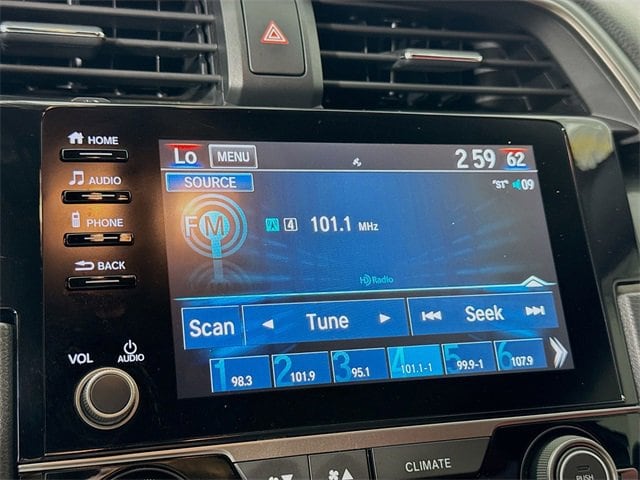 HOME
AUDIO
PHONE
BACK
VOL
AUDIO
Lo MENU 2 59 62
SOURCE "ST" 09
FM 4 101.1 MHz
HD Radio
Scan Tune Seek
1 98.3 2 101.9 3 95.1 4 101.1-1 5 99.9-1 6 107.9
CLIMATE
PUSH